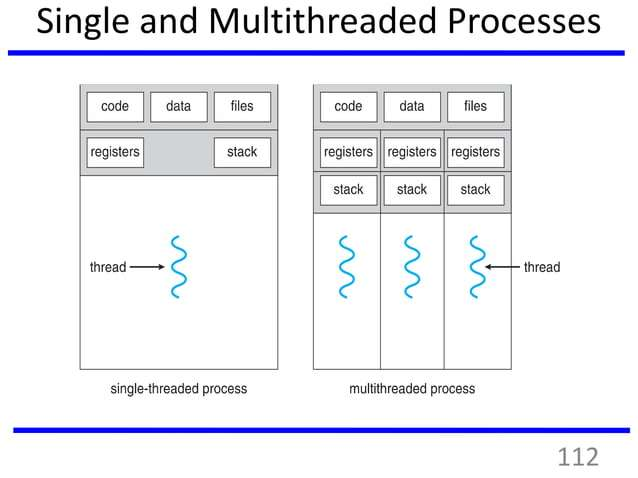 Single and Multithreaded Processes
code data files
registers stack
thread
single-threaded process
code data files
registers registers registers
stack stack stack
thread
multithreaded process
112